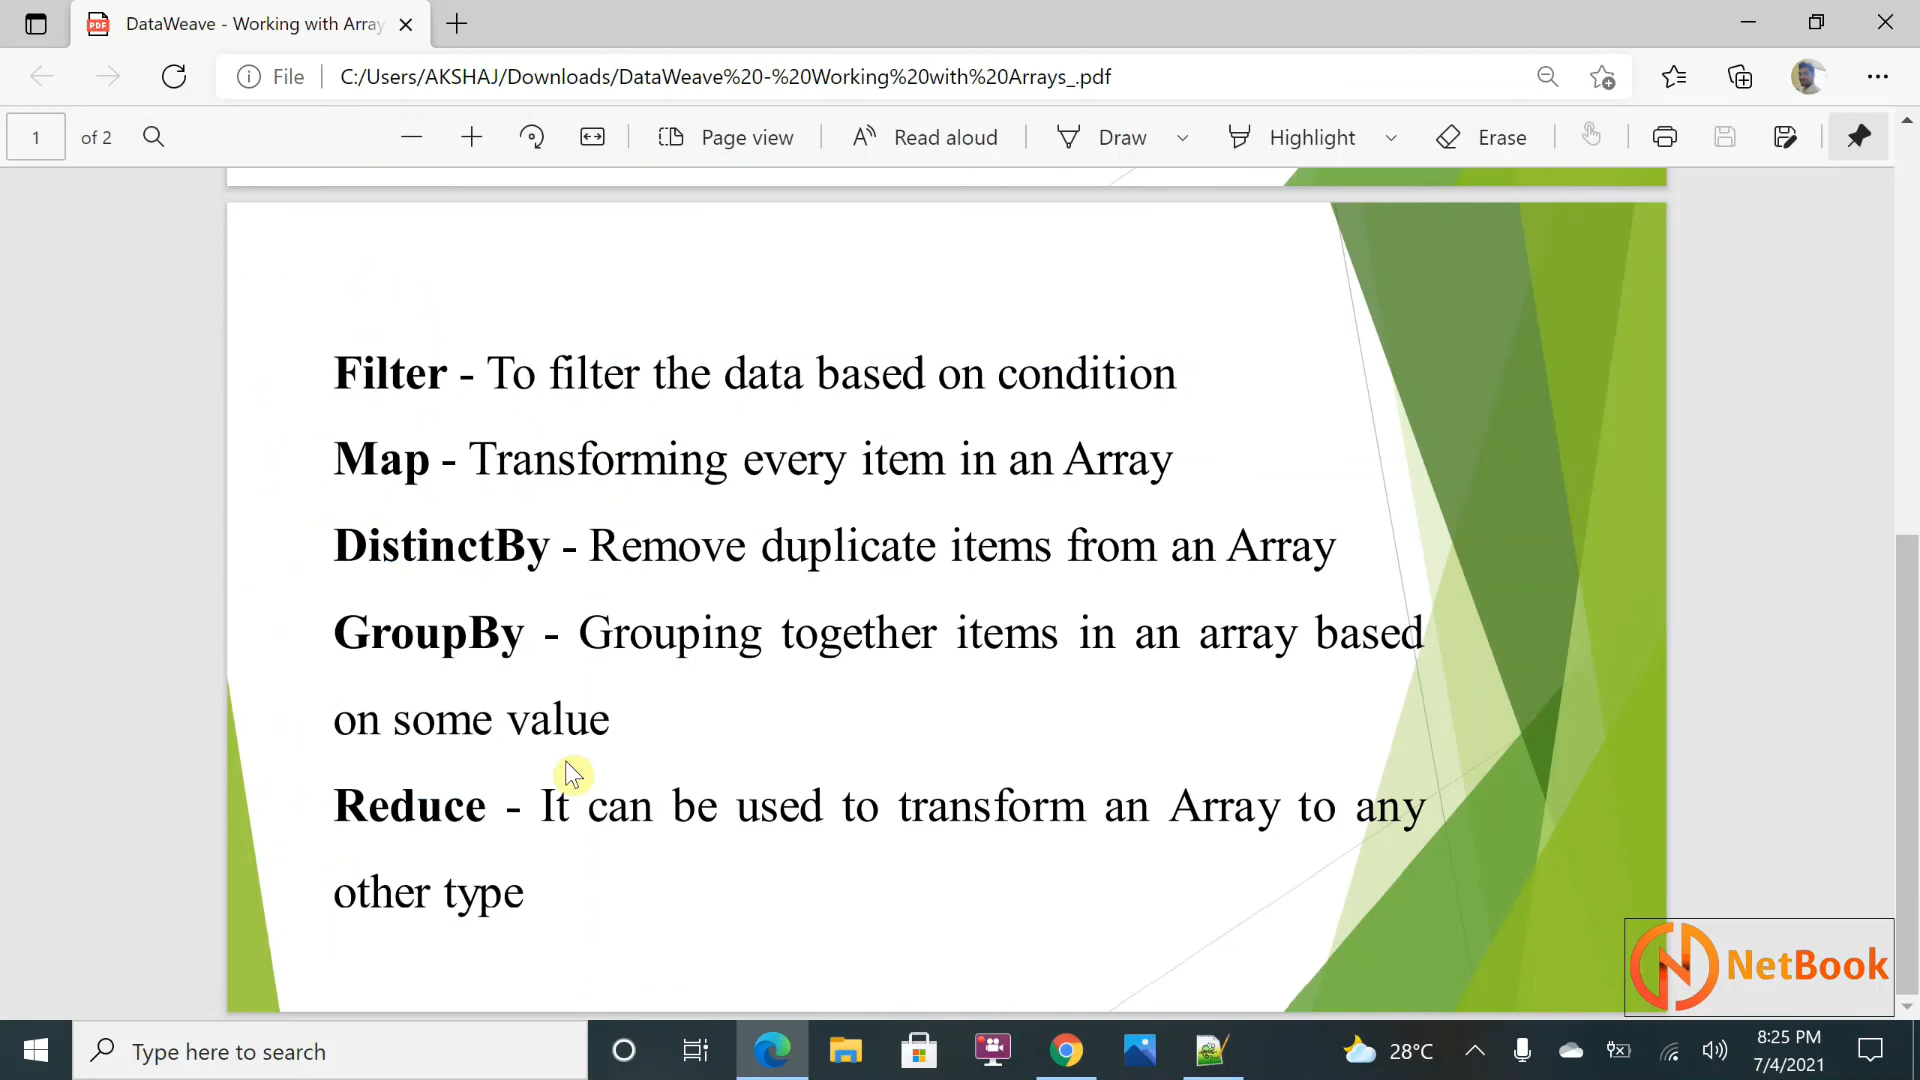 DataWeave - Working with Array
File
C:/Users/AKSHAJ/Downloads/DataWeave%20-%20Working%20with%20Arrays_.pdf
1 of 2
Page view
Read aloud
Draw
Highlight
Erase
Filter - To filter the data based on condition
Map - Transforming every item in an Array
DistinctBy - Remove duplicate items from an Array
GroupBy - Grouping together items in an array based
on some value
Reduce - It can be used to transform an Array to any
other type
NetBook
Type here to search
28°C
8:25 PM
7/4/2021